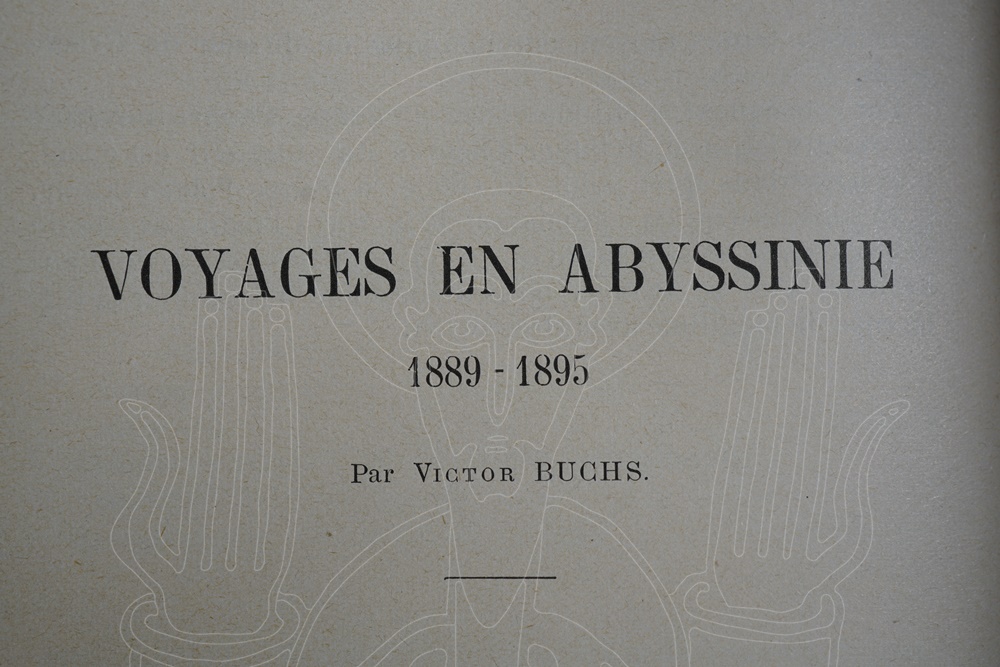 VOYAGES EN ABYSSINIE
1889 - 1895
Par VICTOR BUCHS.